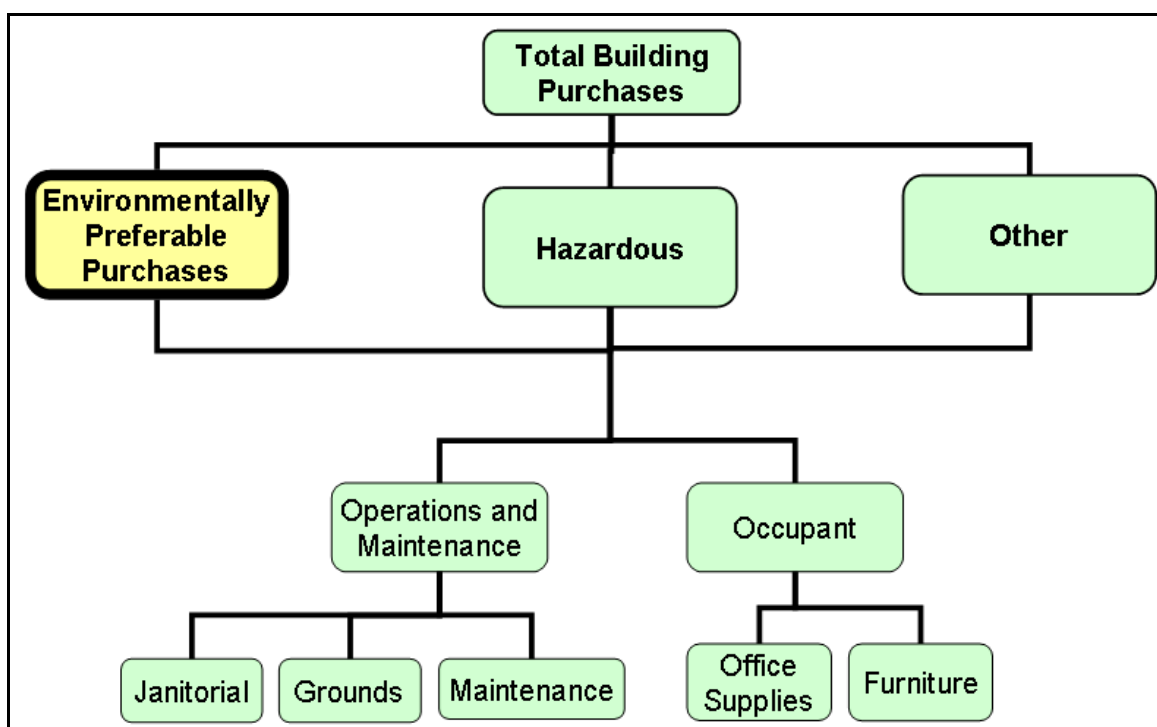 Total Building
Purchases
Environmentally
Preferable
Purchases
Hazardous
Other
Operations and
Maintenance
Occupant
Janitorial
Grounds
Maintenance
Office
Supplies
Furniture